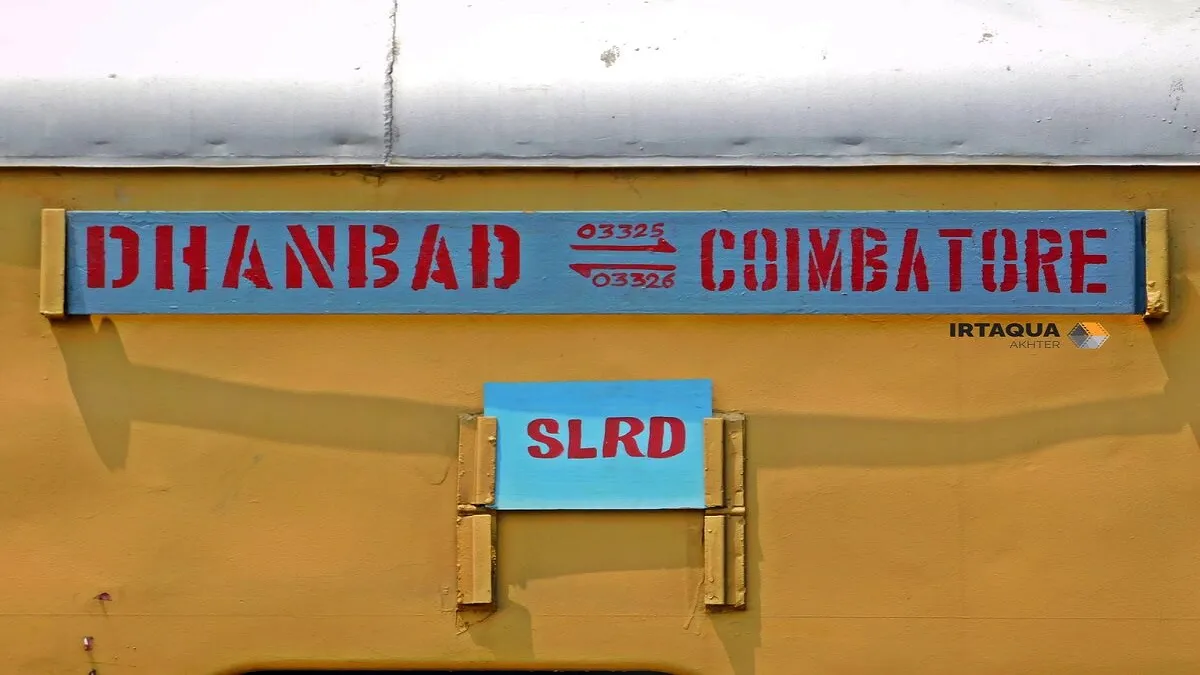 DHANBAD 03325 COIMBATORE
03326
IRTAQUA
AKHTER
SLRD